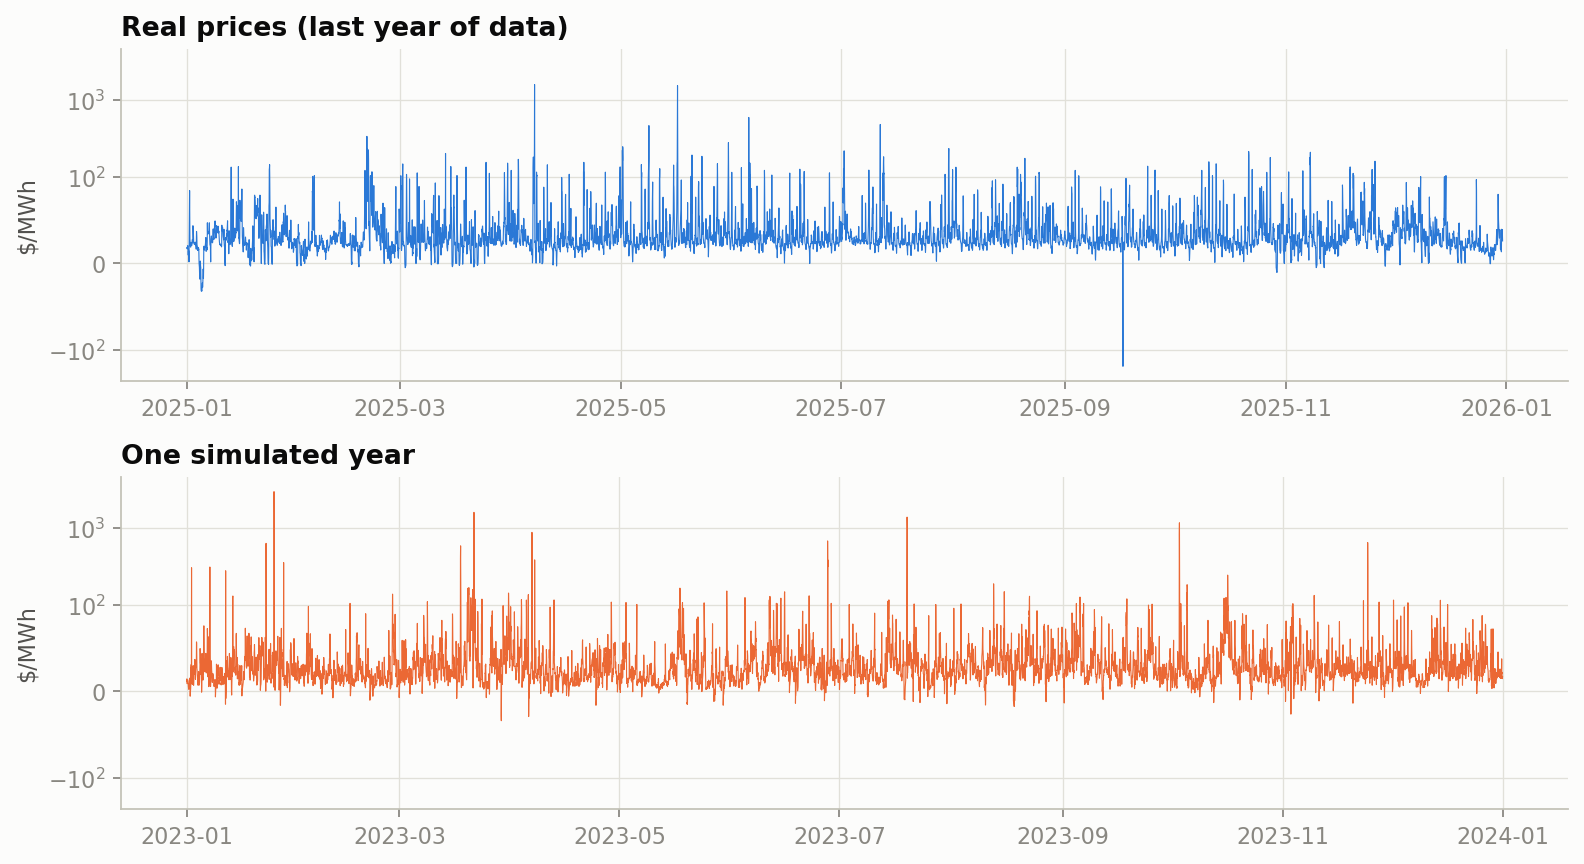 Real prices (last year of data)
$/MWh
10³
10²
0
−10²
2025-01 2025-03 2025-05 2025-07 2025-09 2025-11 2026-01
One simulated year
$/MWh
10³
10²
0
−10²
2023-01 2023-03 2023-05 2023-07 2023-09 2023-11 2024-01